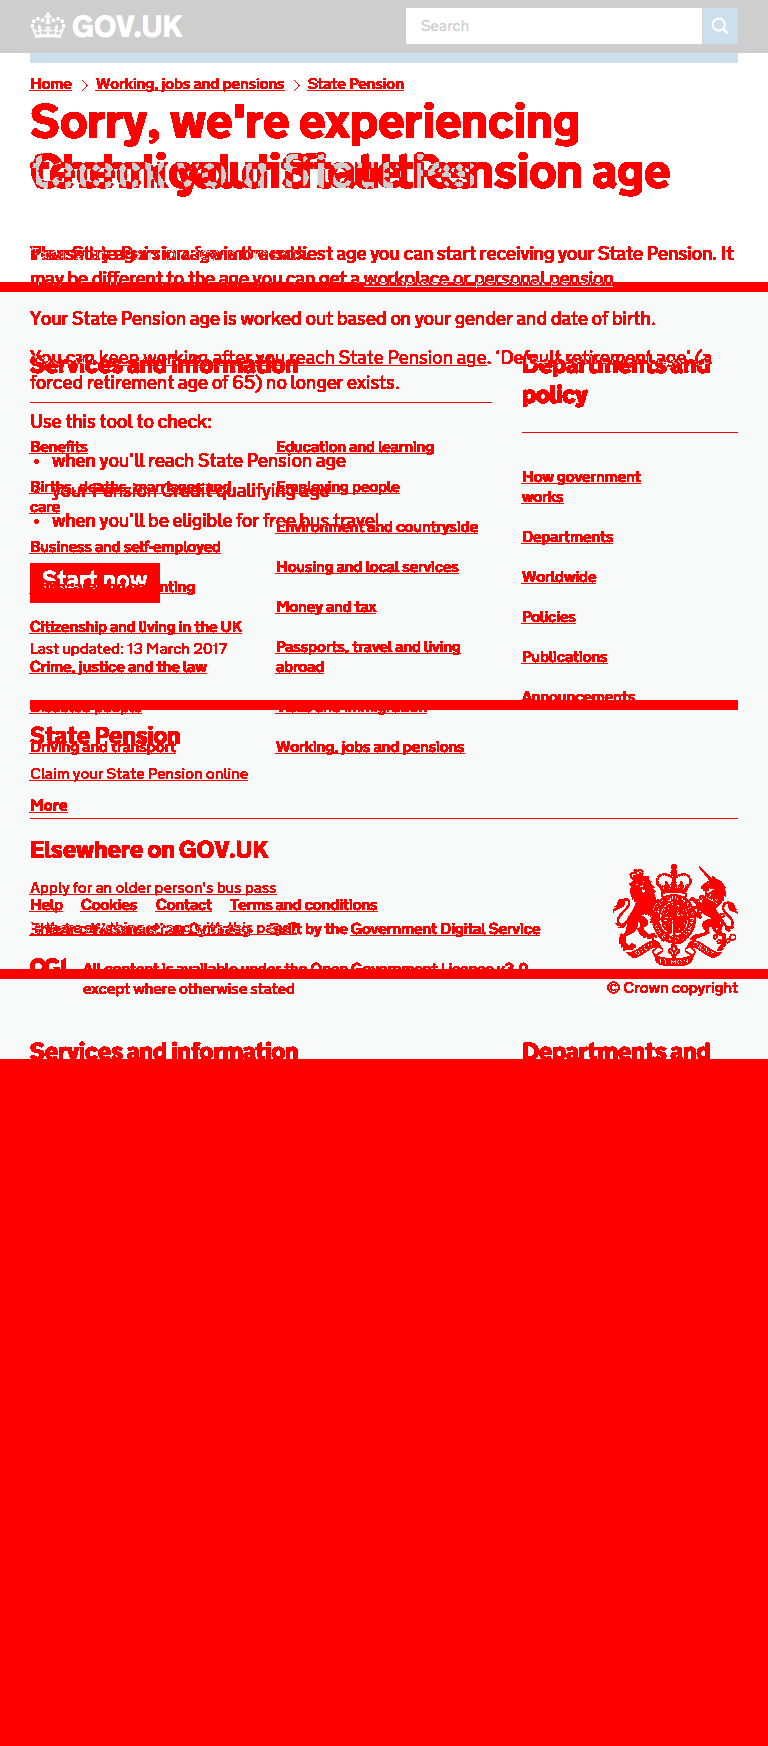 GOV.UK
Search
Home
Working, jobs and pensions
State Pension
Sorry, we're experiencing
technical difficulties
Check your State Pension age
The State Pension age is the earliest age you can start receiving your State Pension. It
may be different to the age you can get a workplace or personal pension
Your State Pension age is worked out based on your gender and date of birth.
You can keep working after you reach State Pension age. ‘Default retirement age’ (a
forced retirement age of 65) no longer exists.
Services and information
Departments and
policy
Use this tool to check:
when you'll reach State Pension age
your Pension Credit qualifying age
when you'll be eligible for free bus travel
Start now
Last updated: 13 March 2017
Benefits
Births, deaths, marriages and
care
Business and self-employed
Citizenship and living in the UK
Crime, justice and the law
Disabled people
Driving and transport
Education and learning
Employing people
Environment and countryside
Housing and local services
Money and tax
Passports, travel and living
abroad
Visas and immigration
Working, jobs and pensions
How government
works
Departments
Worldwide
Policies
Publications
Announcements
State Pension
Claim your State Pension online
More
Elsewhere on GOV.UK
Apply for an older person's bus pass
Help
Cookies
Contact
Terms and conditions
Built by the Government Digital Service
OGL
All content is available under the Open Government Licence v3.0,
except where otherwise stated
© Crown copyright
Services and information
Departments and